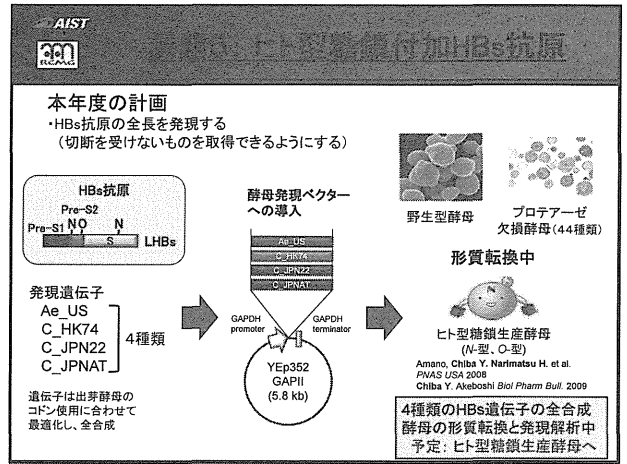 AIST
RCMG
ヒト型糖鎖付加HBs抗原
本年度の計画
・HBs抗原の全長を発現する
（切断を受けないものを取得できるようにする）
HBs抗原
Pre-S2
Pre-S1 N O N
S
LHBs
発現遺伝子
Ae_US
C_HK74
C_JPN22
C_JPNAT
4種類
遺伝子は出芽酵母の
コドン使用に合わせて
最適化し、全合成
酵母発現ベクター
への導入
Ae_US
C_HK74
C_JPN22
C_JPNAT
GAPDH
promoter
GAPDH
terminator
YEp352
GAPII
(5.8 kb)
野生型酵母
プロテアーゼ
欠損酵母（44種類）
形質転換中
N
ヒト型糖鎖生産酵母
(N-型、O-型)
Amano, Chiba Y. Narimatsu H. et al.
PNAS USA 2008
Chiba Y. Akeboshi Biol Pharm Bull. 2009
4種類のHBs遺伝子の全合成
酵母の形質転換と発現解析中
予定：ヒト型糖鎖生産酵母へ